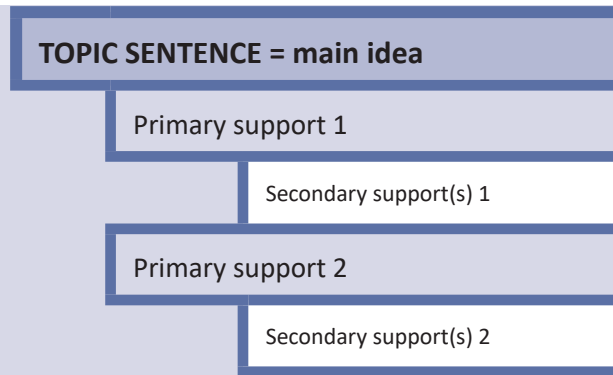 TOPIC SENTENCE = main idea
Primary support 1
Secondary support(s) 1
Primary support 2
Secondary support(s) 2